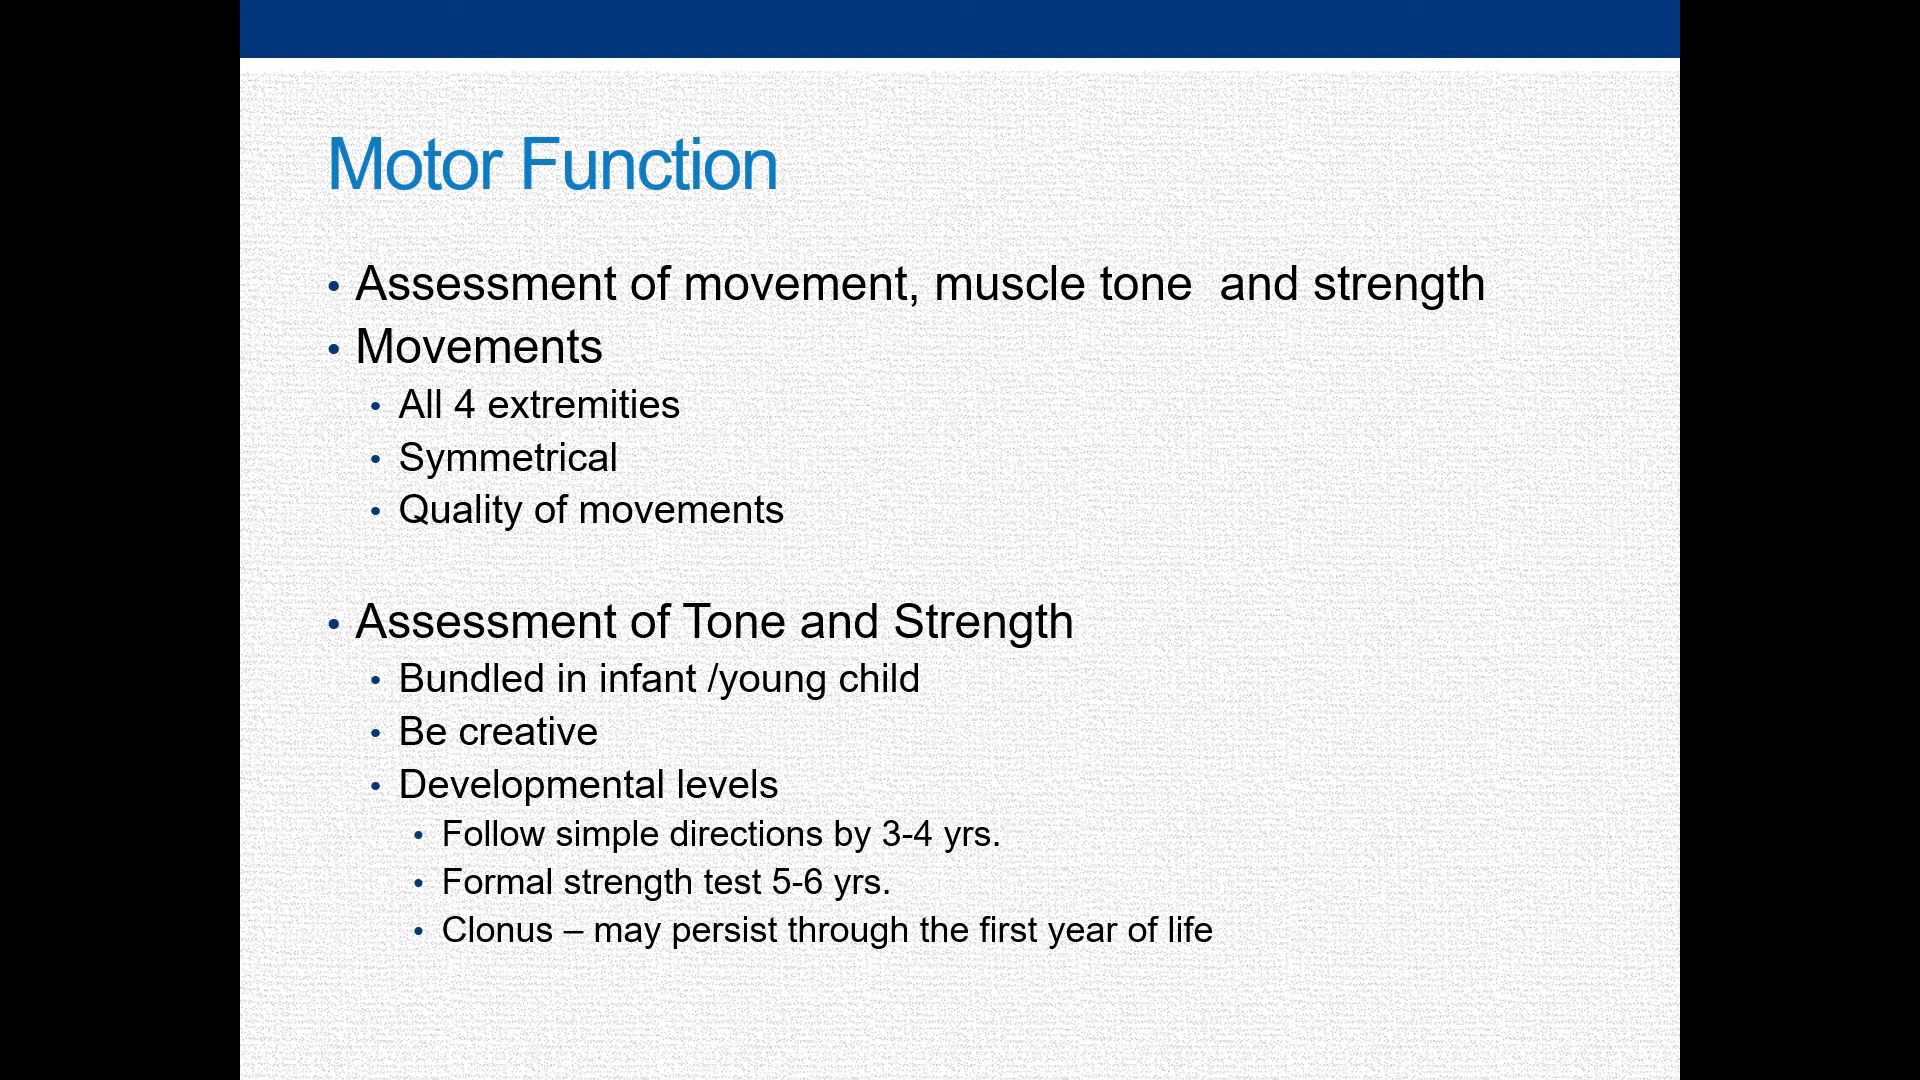 Motor Function
• Assessment of movement, muscle tone  and strength
• Movements
• All 4 extremities
• Symmetrical
• Quality of movements
• Assessment of Tone and Strength
• Bundled in infant /young child
• Be creative
• Developmental levels
• Follow simple directions by 3-4 yrs.
• Formal strength test 5-6 yrs.
• Clonus – may persist through the first year of life